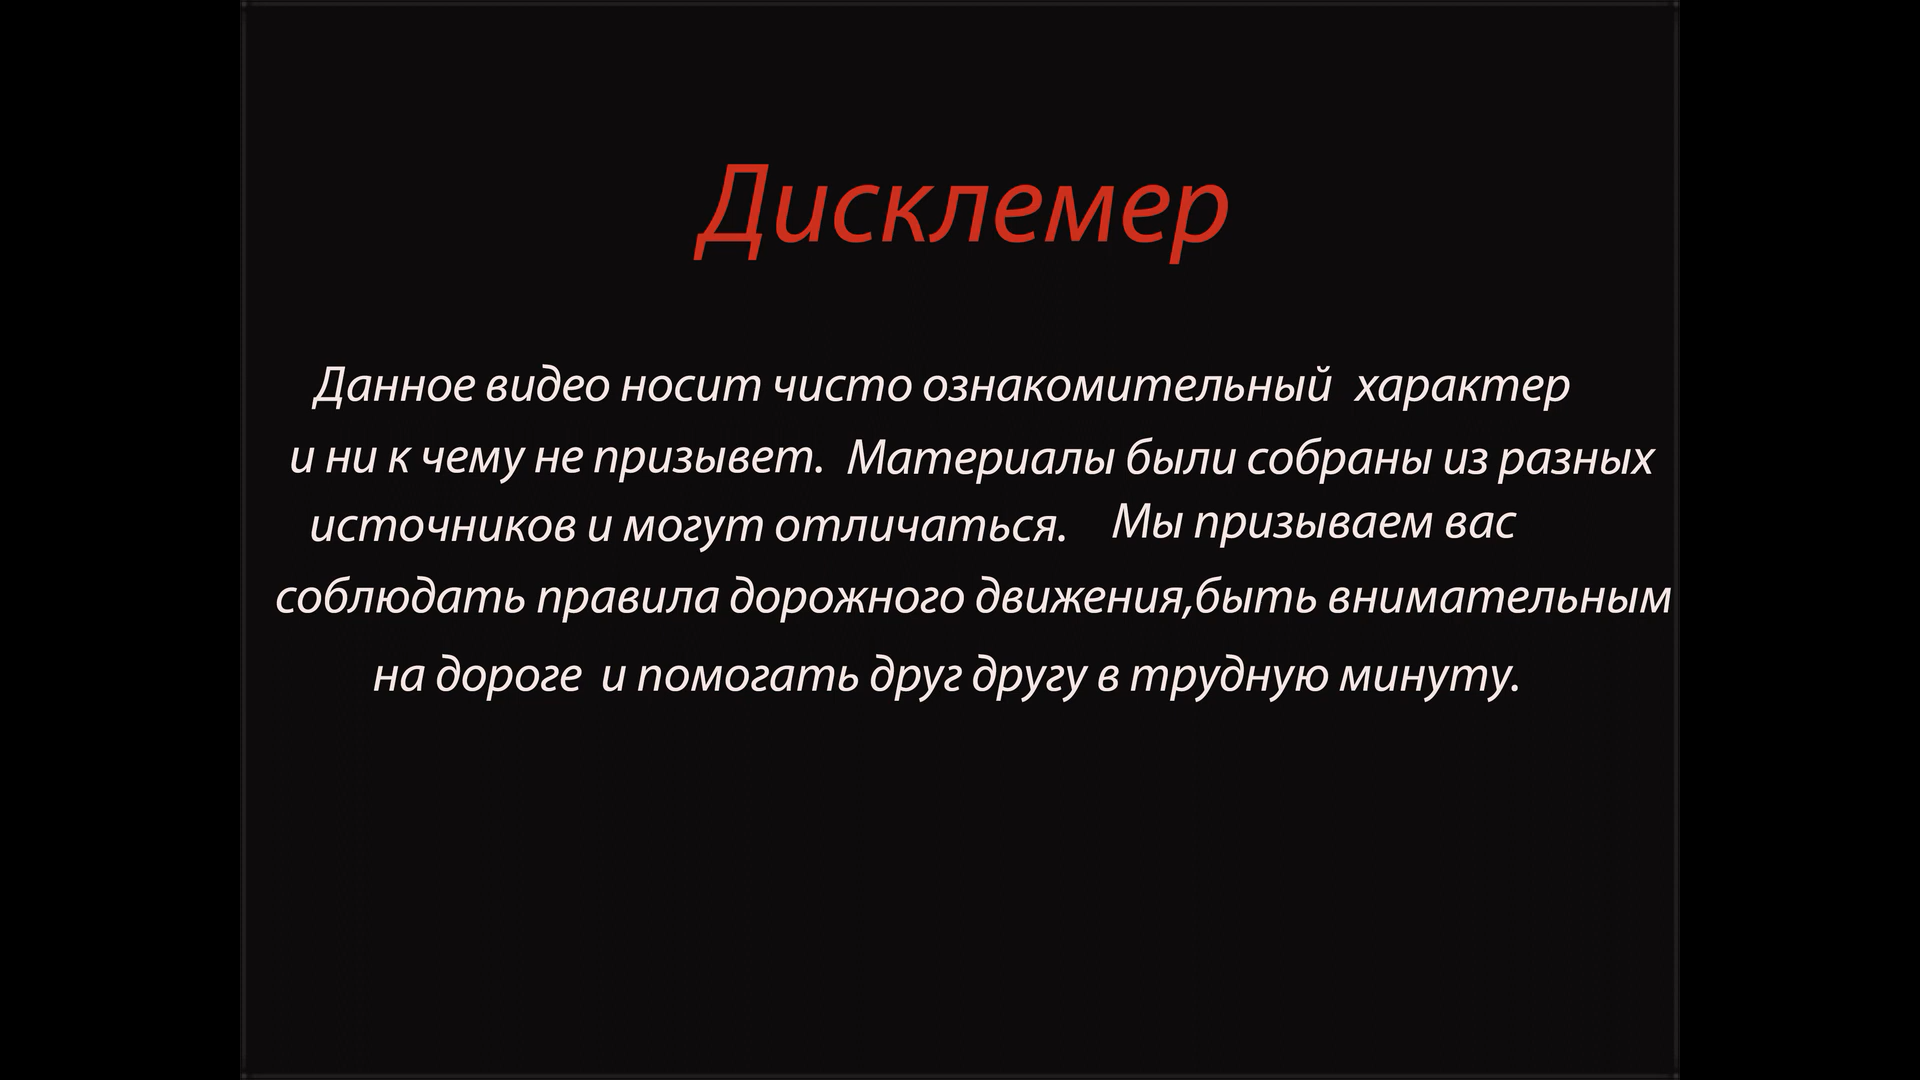 Дисклемер
Данное видео носит чисто ознакомительный характер
и ни к чему не призывет. Материалы были собраны из разных
источников и могут отличаться. Мы призываем вас
соблюдать правила дорожного движения,быть внимательным
на дороге и помогать друг другу в трудную минуту.